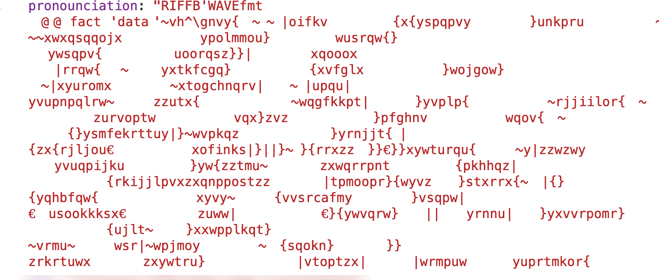 pronounciation: "RIFFB'WAVEfmt
@@ fact 'data'~vh^\gnvy{ ~ ~ |oifkv {x{yspqpvy }unkpru ~
~~xwxqsqqojx ypolmmou} wusrqw{}
ywsqpv{ uoorqsz}}| xqooox
|rrqw{ ~ yxtkfcgq} {xvfglx }wojgow}
~|xyuromx ~xtogchnqrv| ~ |upqu|
yvupnpqlrw~ zzutx{ ~wqgfkkpt| }yvplp{ ~rjjiilor{ ~
zurvoptw vqx}zvz }pfghnv wqov{ ~
{}ysmfekrttuy|}~wvpkqz }yrnjjt{ |
{zx{rjljou€ xofinks|}||}~ }{rrxzz }}€}}xywturqu{ ~y|zzwzwy
yvuqpijku }yw{zztmu~ zxwqrrpnt {pkhhqz|
{rkijjlpvxzxqnppostzz |tpmoopr}{wyvz }stxrrx{~ |{}
{yqhbfqw{ xyvy~ {vvsrcafmy }vsqpw|
€ usookkksx€ zuww| €}{ywvqrw} || yrnnu| }yxvvrpomr}
{ujlt~ }xxwpplkqt}
~vrmu~ wsr|~wpjmoy ~ {sqokn} }}
zrkrtuwx zxywtru} |vtoptzx| |wrmpuw yuprtmkor{